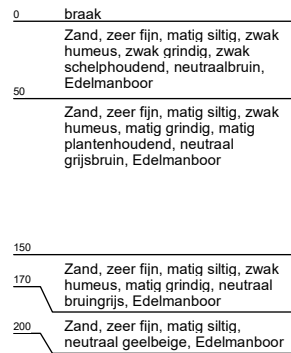 0 braak
Zand, zeer fijn, matig siltig, zwak
humeus, zwak grindig, zwak
schelphoudend, neutraalbruin,
Edelmanboor
50
Zand, zeer fijn, matig siltig, zwak
humeus, matig grindig, matig
plantenhoudend, neutraal
grijsbruin, Edelmanboor
150
Zand, zeer fijn, matig siltig, zwak
170 humeus, matig grindig, neutraal
bruingrijs, Edelmanboor
200 Zand, zeer fijn, matig siltig,
neutraal geelbeige, Edelmanboor